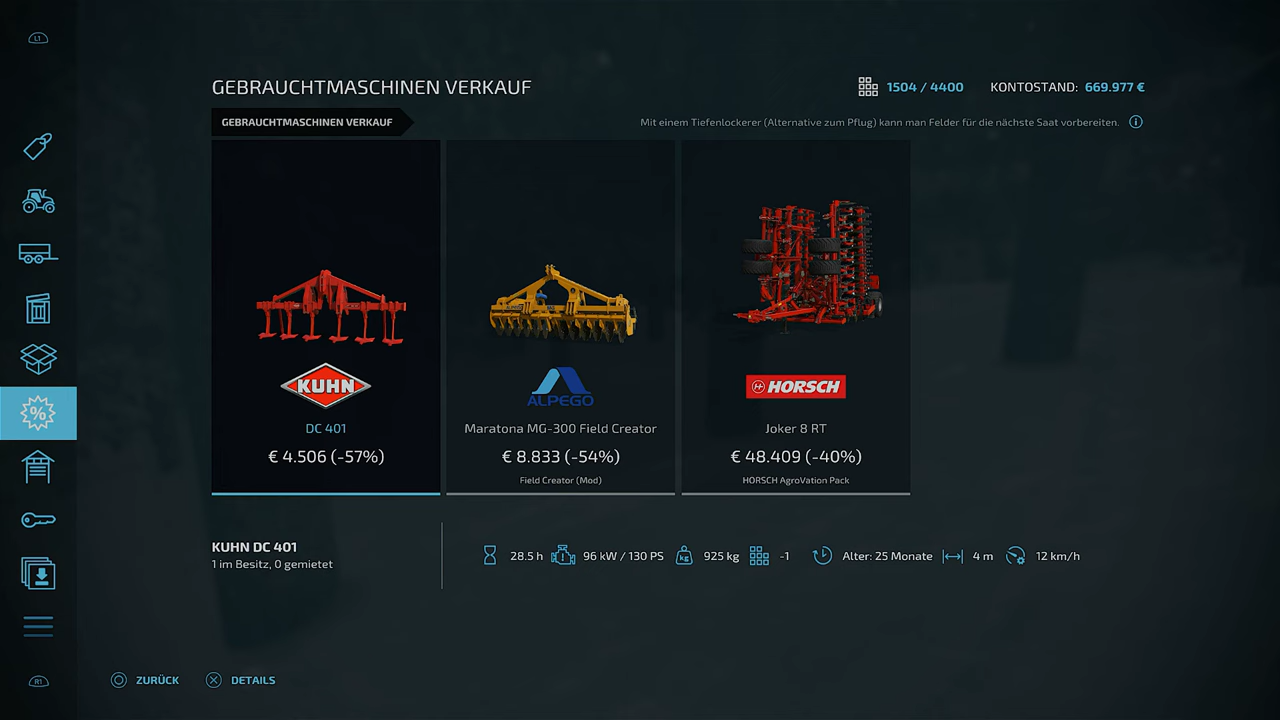 L1
GEBRAUCHTMASCHINEN VERKAUF
1504 / 4400
KONTOSTAND: 669.977 €
GEBRAUCHTMASCHINEN VERKAUF
Mit einem Tiefenlockerer (Alternative zum Pflug) kann man Felder für die nächste Saat vorbereiten.
%
KUHN
ALPEGO
HORSCH
DC 401
Maratona MG-300 Field Creator
Joker 8 RT
€ 4.506 (-57%)
€ 8.833 (-54%)
€ 48.409 (-40%)
Field Creator (Mod)
HORSCH AgroVation Pack
KUHN DC 401
1 im Besitz, 0 gemietet
28.5 h
96 kW / 130 PS
KG
925 kg
-1
Alter: 25 Monate
4 m
12 km/h
R1
ZURÜCK
DETAILS